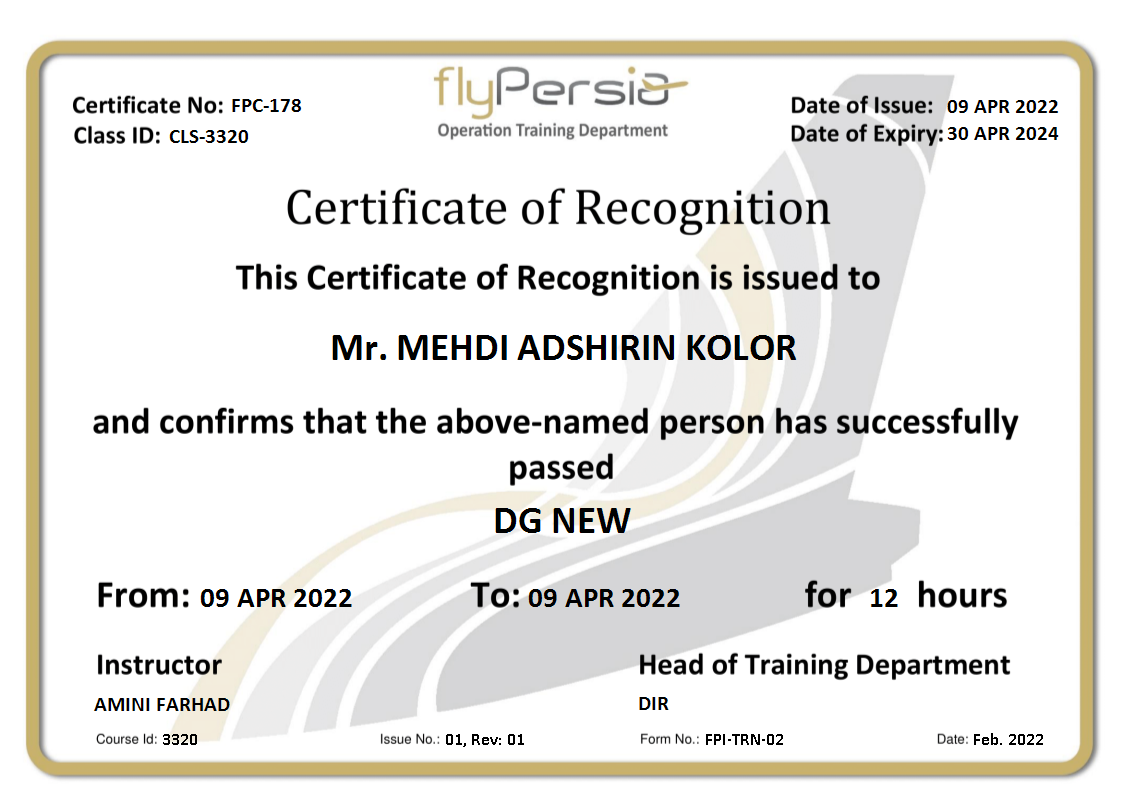 flyPersia
Operation Training Department
Certificate No: FPC-178
Class ID: CLS-3320
Date of Issue: 09 APR 2022
Date of Expiry: 30 APR 2024
Certificate of Recognition
This Certificate of Recognition is issued to
Mr. MEHDI ADSHIRIN KOLOR
and confirms that the above-named person has successfully
passed
DG NEW
From: 09 APR 2022 To: 09 APR 2022 for 12 hours
Instructor
AMINI FARHAD
Head of Training Department
DIR
Course Id: 3320 Issue No.: 01, Rev: 01 Form No.: FPI-TRN-02 Date: Feb. 2022